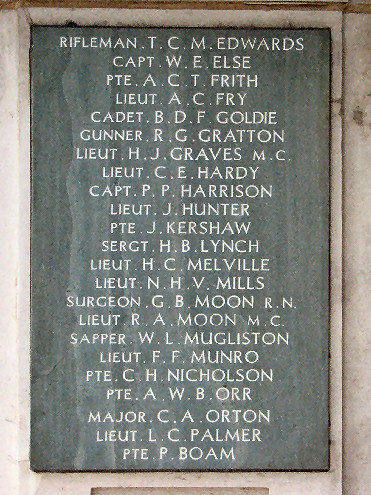 RIFLEMAN. T. C. M. EDWARDS
CAPT. W. E. ELSE
PTE. A. C. T. FRITH
LIEUT. A. C. FRY
CADET. B. D. F. GOLDIE
GUNNER. R. G. GRATTON
LIEUT. H. J. GRAVES M.C.
LIEUT. C. E. HARDY
CAPT. P. P. HARRISON
LIEUT. J. HUNTER
PTE. J. KERSHAW
SERGT. H. B. LYNCH
LIEUT. H. C. MELVILLE
LIEUT. N. H. V. MILLS
SURGEON. G. B. MOON R.N.
LIEUT. R. A. MOON M.C.
SAPPER. W. L. MUGLISTON
LIEUT. F. F. MUNRO
PTE. C. H. NICHOLSON
PTE. A. W. B. ORR
MAJOR. C. A. ORTON
LIEUT. L. C. PALMER
PTE. P. BOAM